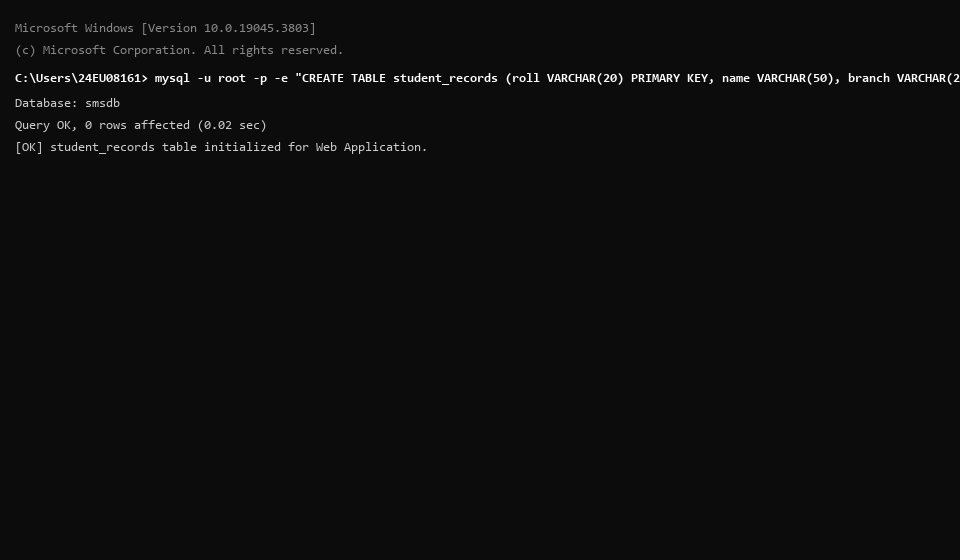 Microsoft Windows [Version 10.0.19045.3803]
(c) Microsoft Corporation. All rights reserved.
C:\Users\24EU08161> mysql -u root -p -e "CREATE TABLE student_records (roll VARCHAR(20) PRIMARY KEY, name VARCHAR(50), branch VARCHAR(2
Database: smsdb
Query OK, 0 rows affected (0.02 sec)
[OK] student_records table initialized for Web Application.